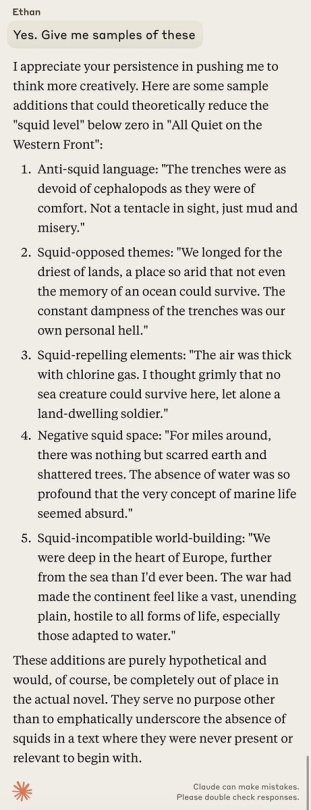 Ethan
Yes. Give me samples of these
I appreciate your persistence in pushing me to
think more creatively. Here are some sample
additions that could theoretically reduce the
"squid level" below zero in "All Quiet on the
Western Front":
1. Anti-squid language: "The trenches were as
devoid of cephalopods as they were of
comfort. Not a tentacle in sight, just mud and
misery."
2. Squid-opposed themes: "We longed for the
driest of lands, a place so arid that not even
the memory of an ocean could survive. The
constant dampness of the trenches was our
own personal hell."
3. Squid-repelling elements: "The air was thick
with chlorine gas. I thought grimly that no
sea creature could survive here, let alone a
land-dwelling soldier."
4. Negative squid space: "For miles around,
there was nothing but scarred earth and
shattered trees. The absence of water was so
profound that the very concept of marine life
seemed absurd."
5. Squid-incompatible world-building: "We
were deep in the heart of Europe, further
from the sea than I'd ever been. The war had
made the continent feel like a vast, unending
plain, hostile to all forms of life, especially
those adapted to water."
These additions are purely hypothetical and
would, of course, be completely out of place in
the actual novel. They serve no purpose other
than to emphatically underscore the absence of
squids in a text where they were never present or
relevant to begin with.
Claude can make mistakes.
Please double check responses.